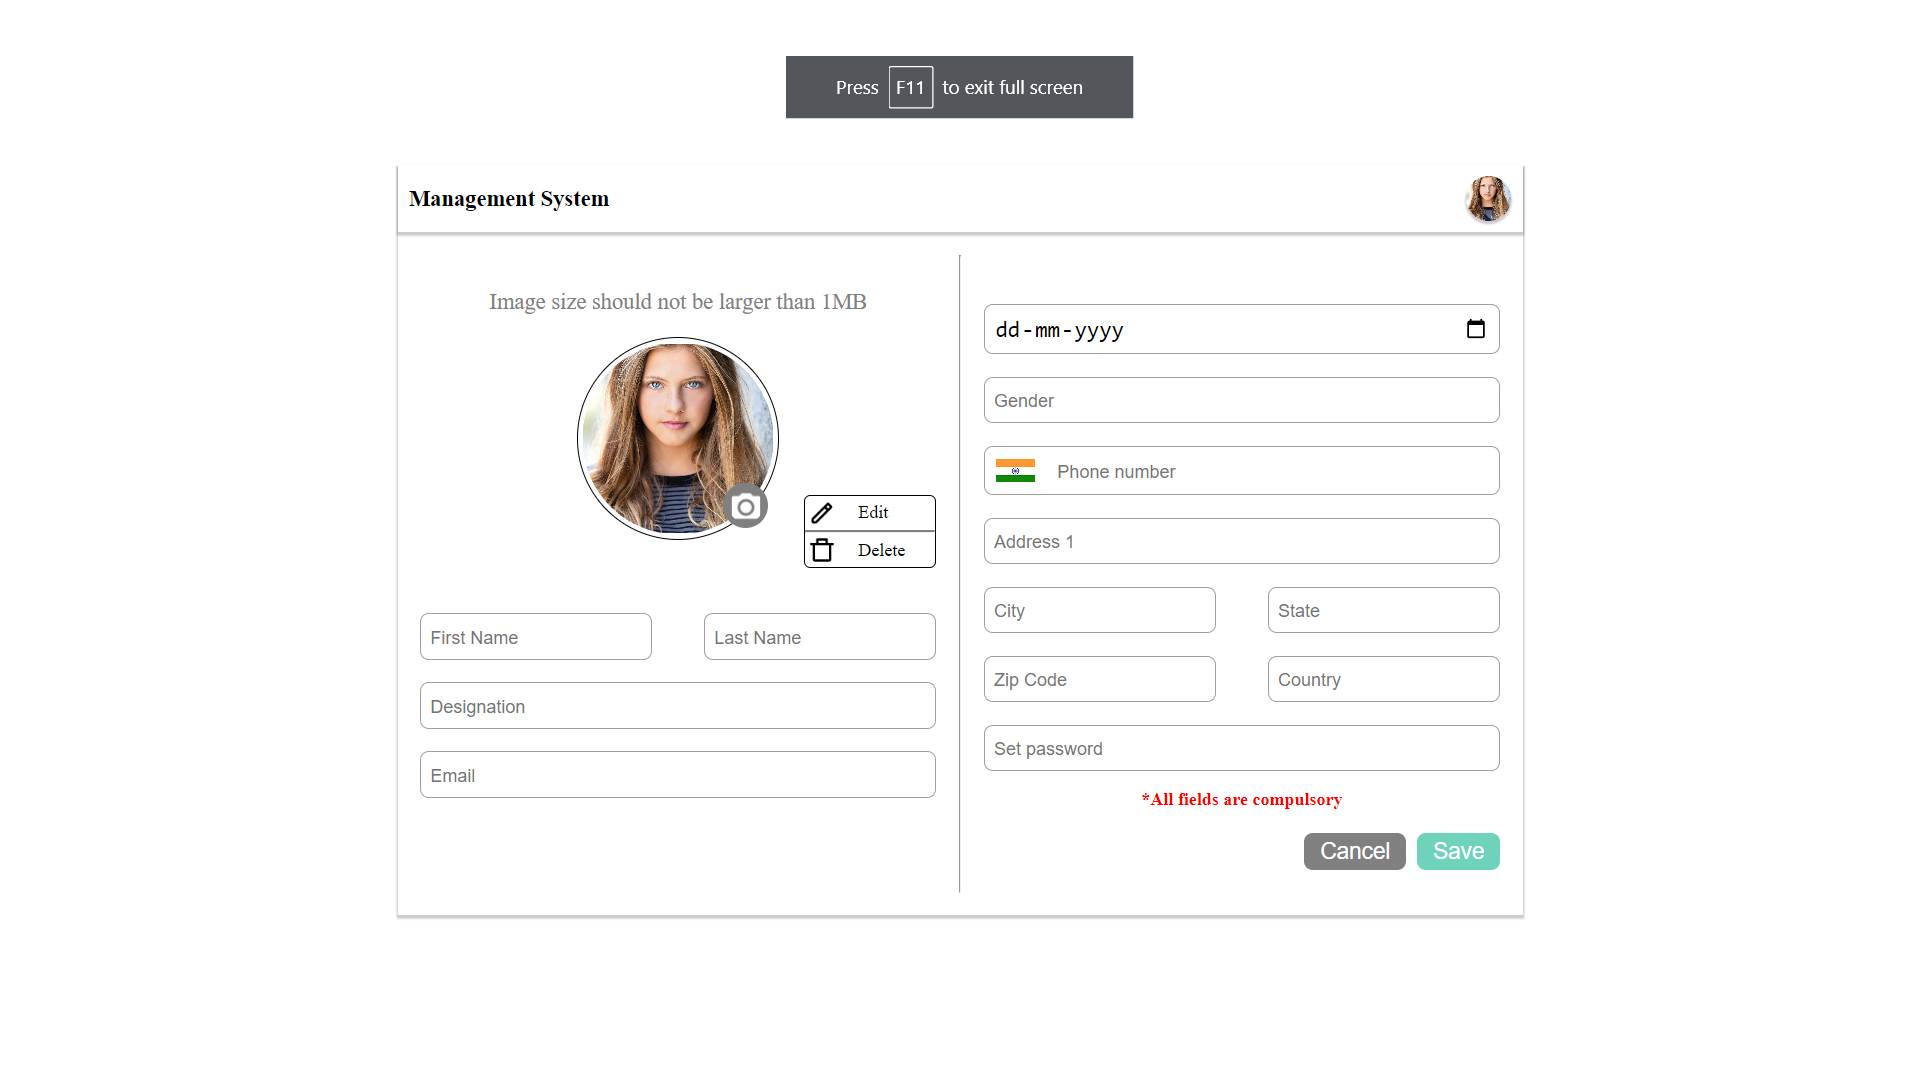 Press F11 to exit full screen
Management System
Image size should not be larger than 1MB
Edit
Delete
First Name
Last Name
Designation
Email
dd-mm-yyyy
Gender
Phone number
Address 1
City
State
Zip Code
Country
Set password
*All fields are compulsory
Cancel
Save